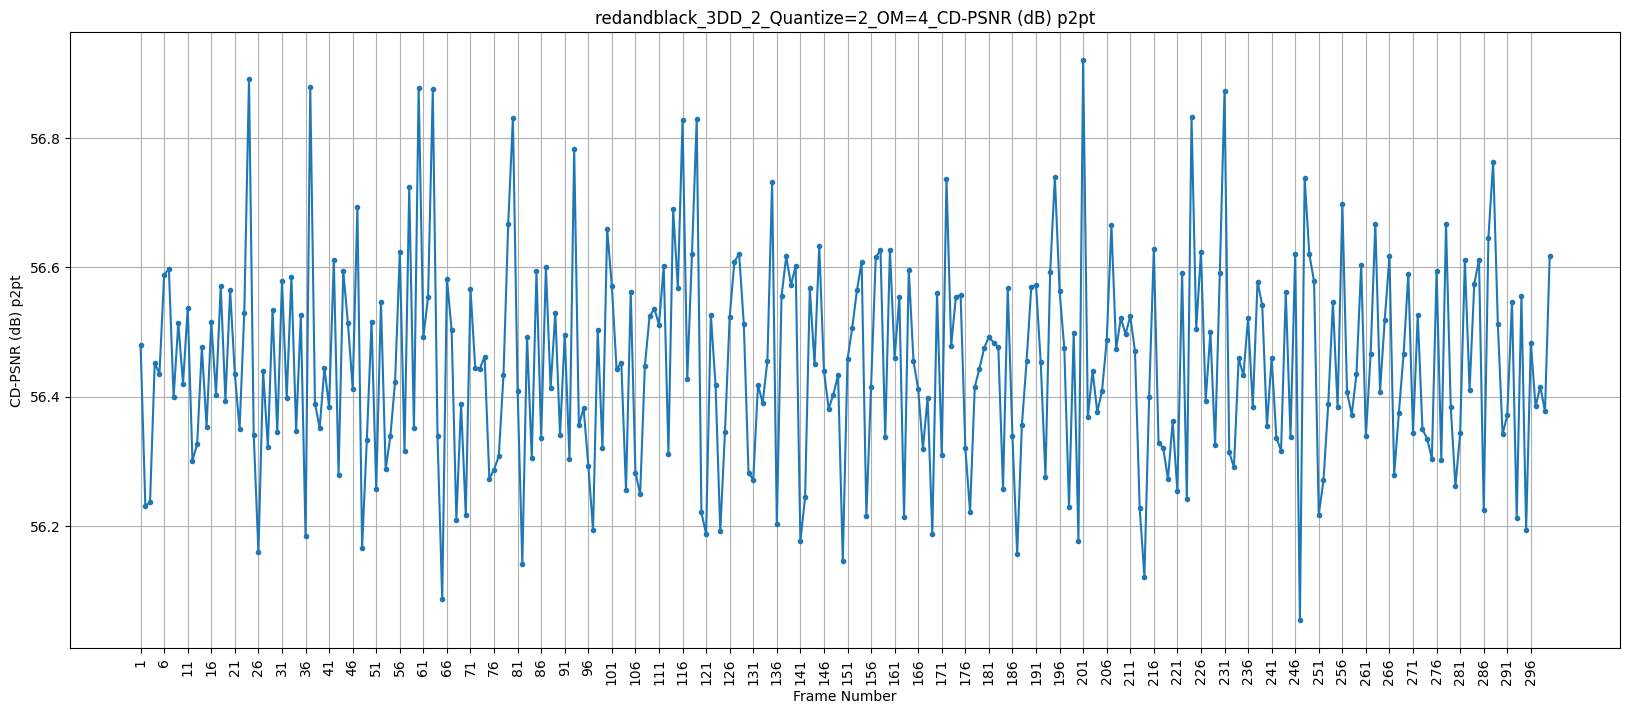 redandblack_3DD_2_Quantize=2_OM=4_CD-PSNR (dB) p2pt
CD-PSNR (dB) p2pt
56.8
56.6
56.4
56.2
1 6 11 16 21 26 31 36 41 46 51 56 61 66 71 76 81 86 91 96 101 106 111 116 121 126 131 136 141 146 151 156 161 166 171 176 181 186 191 196 201 206 211 216 221 226 231 236 241 246 251 256 261 266 271 276 281 286 291 296
Frame Number